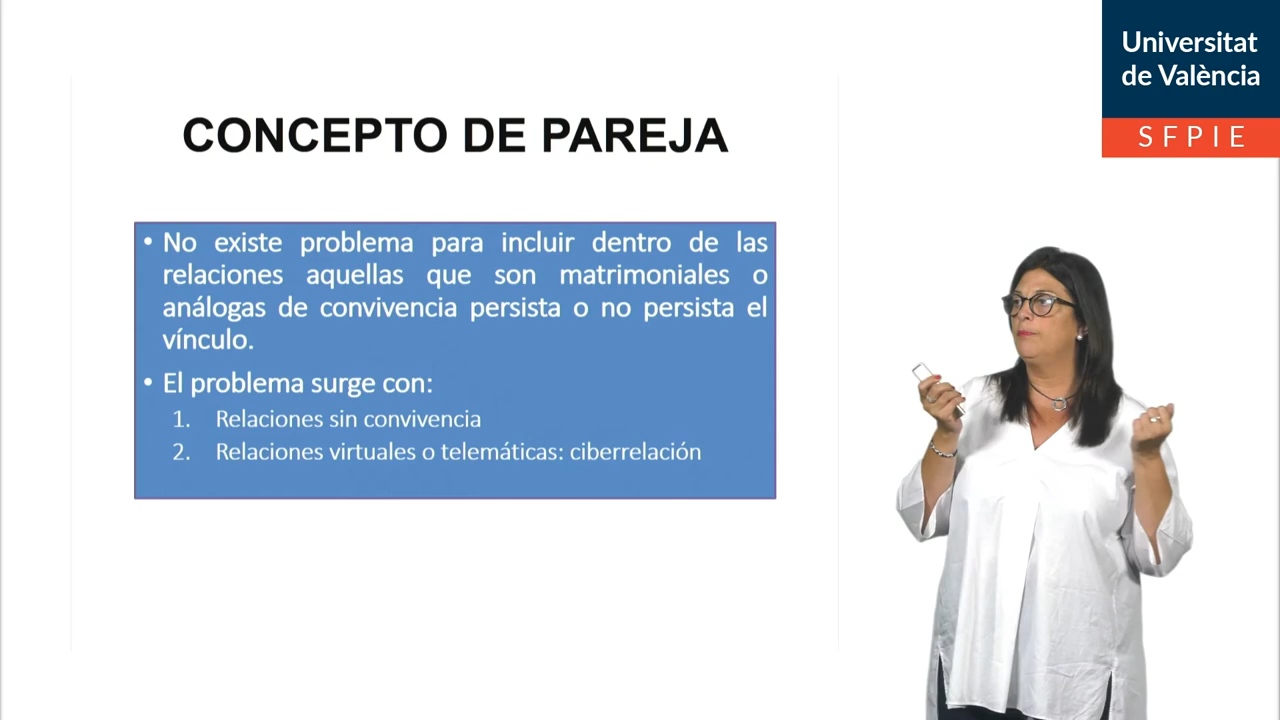 Universitat
de València
SFPIE
CONCEPTO DE PAREJA
• No existe problema para incluir dentro de las
relaciones aquellas que son matrimoniales o
análogas de convivencia persista o no persista el
vínculo.
• El problema surge con:
1. Relaciones sin convivencia
2. Relaciones virtuales o telemáticas: ciberrelación